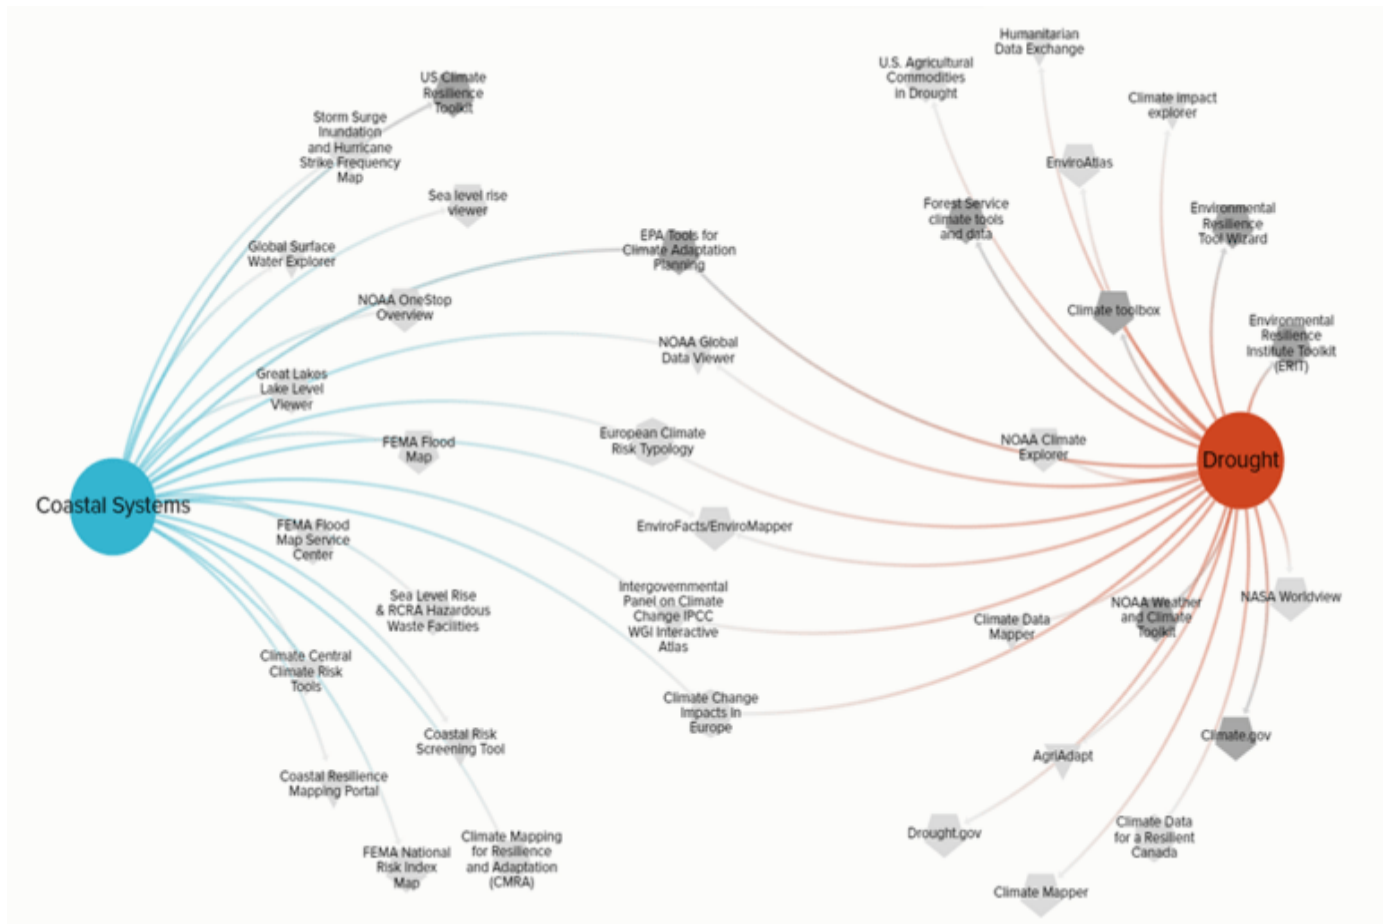 US Climate
Resilience
Toolkit
Storm Surge
Inundation
and Hurricane
Strike Frequency
Map
Sea level rise
viewer
Global Surface
Water Explorer
NOAA OneStop
Overview
Great Lakes
Lake Level
Viewer
FEMA Flood
Map
Coastal Systems
FEMA Flood
Map Service
Center
Sea Level Rise
& RCRA Hazardous
Waste Facilities
Climate Central
Climate Risk
Tools
Coastal Risk
Screening Tool
Coastal Resilience
Mapping Portal
FEMA National
Risk Index
Map
Climate Mapping
for Resilience
and Adaptation
(CMRA)
EPA Tools for
Climate Adaptation
Planning
NOAA Global
Data Viewer
European Climate
Risk Typology
EnviroFacts/EnviroMapper
Intergovernmental
Panel on Climate
Change IPCC
WGI Interactive
Atlas
Climate Change
Impacts In
Europe
Humanitarian
Data Exchange
U.S. Agricultural
Commodities
in Drought
Climate impact
explorer
EnviroAtlas
Forest Service
climate tools
and data
Environmental
Resilience
Tool Wizard
Climate toolbox
Environmental
Resilience
Institute Toolkit
(ERIT)
NOAA Climate
Explorer
Drought
Climate Data
Mapper
NOAA Weather
and Climate
Toolkit
NASA Worldview
Climate.gov
AgriAdapt
Drought.gov
Climate Data
for a Resilient
Canada
Climate Mapper